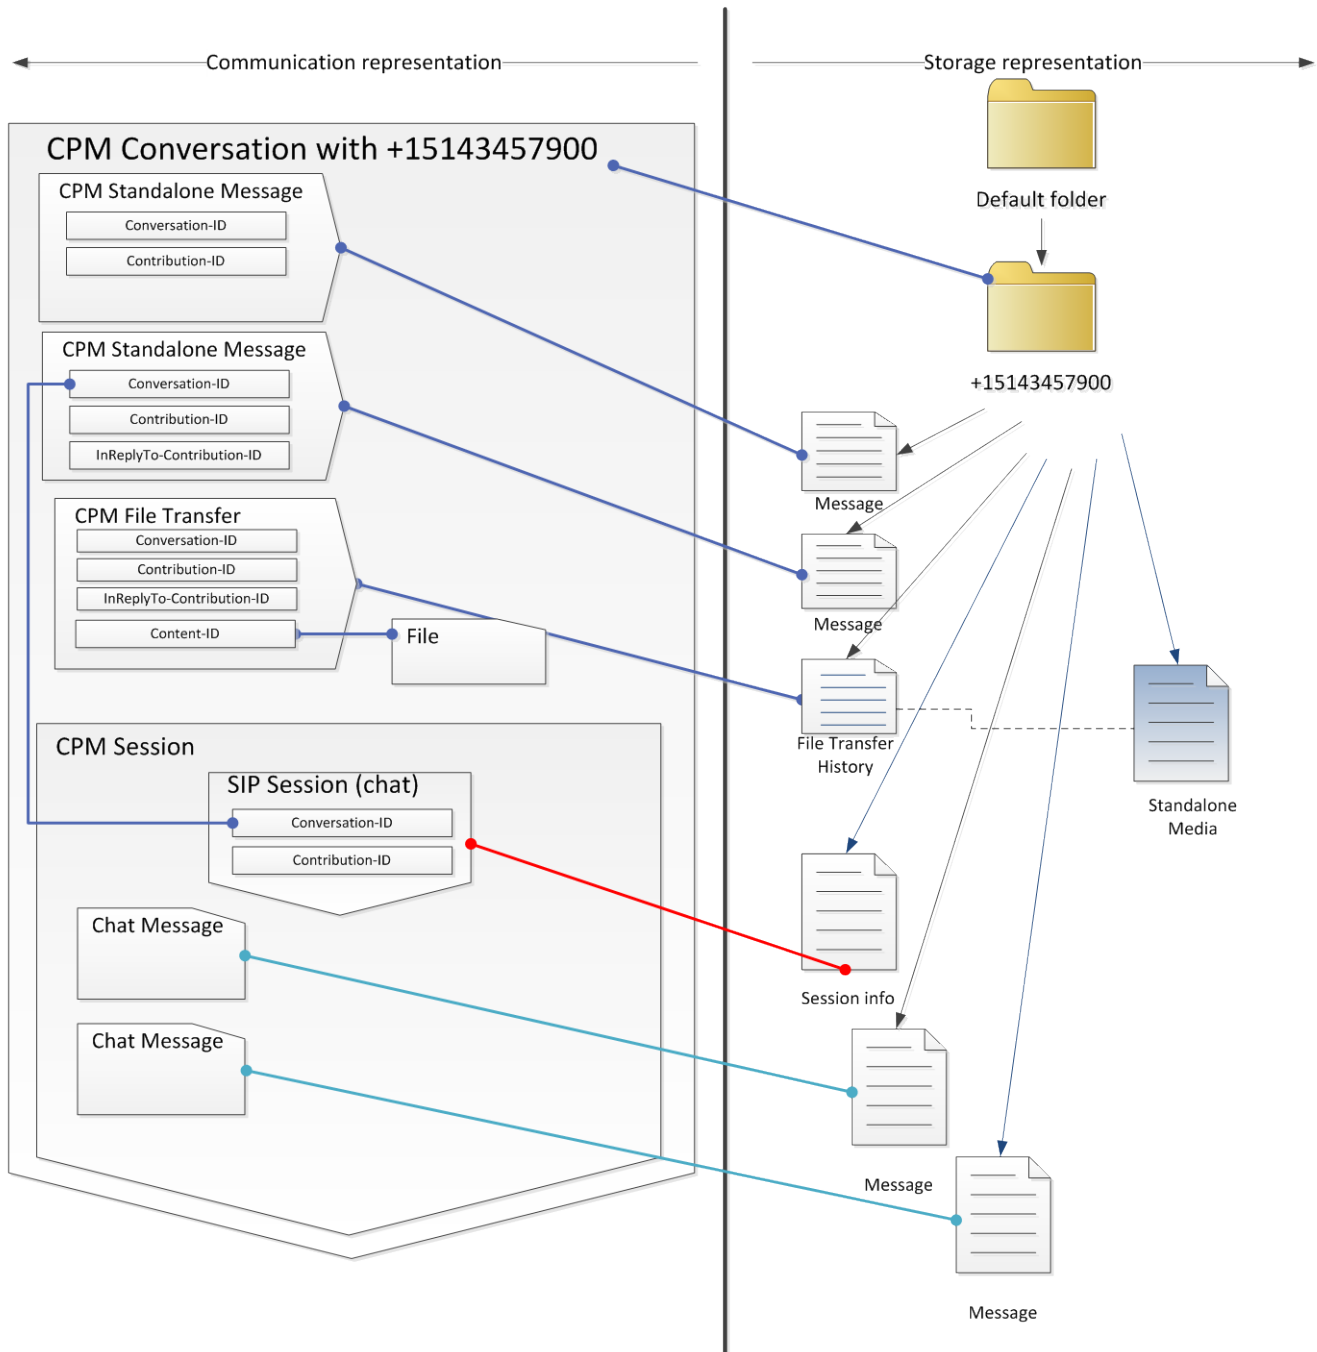 Communication representation
Storage representation
CPM Conversation with +15143457900
CPM Standalone Message
Conversation-ID
Contribution-ID
CPM Standalone Message
Conversation-ID
Contribution-ID
InReplyTo-Contribution-ID
CPM File Transfer
Conversation-ID
Contribution-ID
InReplyTo-Contribution-ID
Content-ID
File
CPM Session
SIP Session (chat)
Conversation-ID
Contribution-ID
Chat Message
Chat Message
Default folder
+15143457900
Message
Message
File Transfer
History
Standalone
Media
Session info
Message
Message